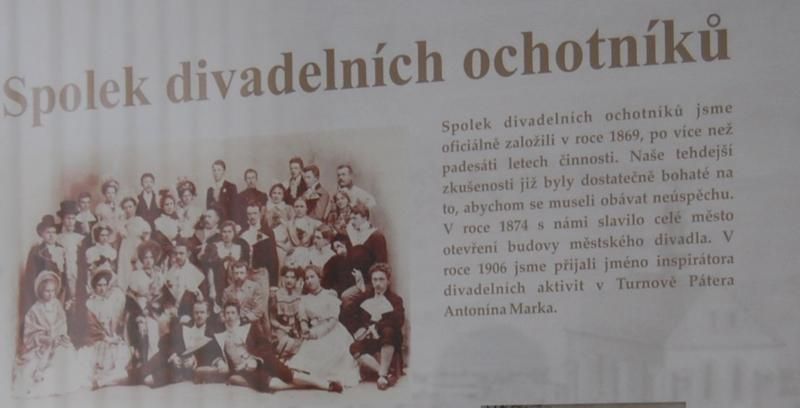 Spolek divadelních ochotníků
Spolek divadelních ochotníků jsme
oficiálně založili v roce 1869, po více než
padesáti letech činnosti. Naše tehdejší
zkušenosti již byly dostatečně bohaté na
to, abychom se museli obávat neúspěchu.
V roce 1874 s námi slavilo celé město
otevření budovy městského divadla. V
roce 1906 jsme přijali jméno inspirátora
divadelních aktivit v Turnově Pátera
Antonína Marka.